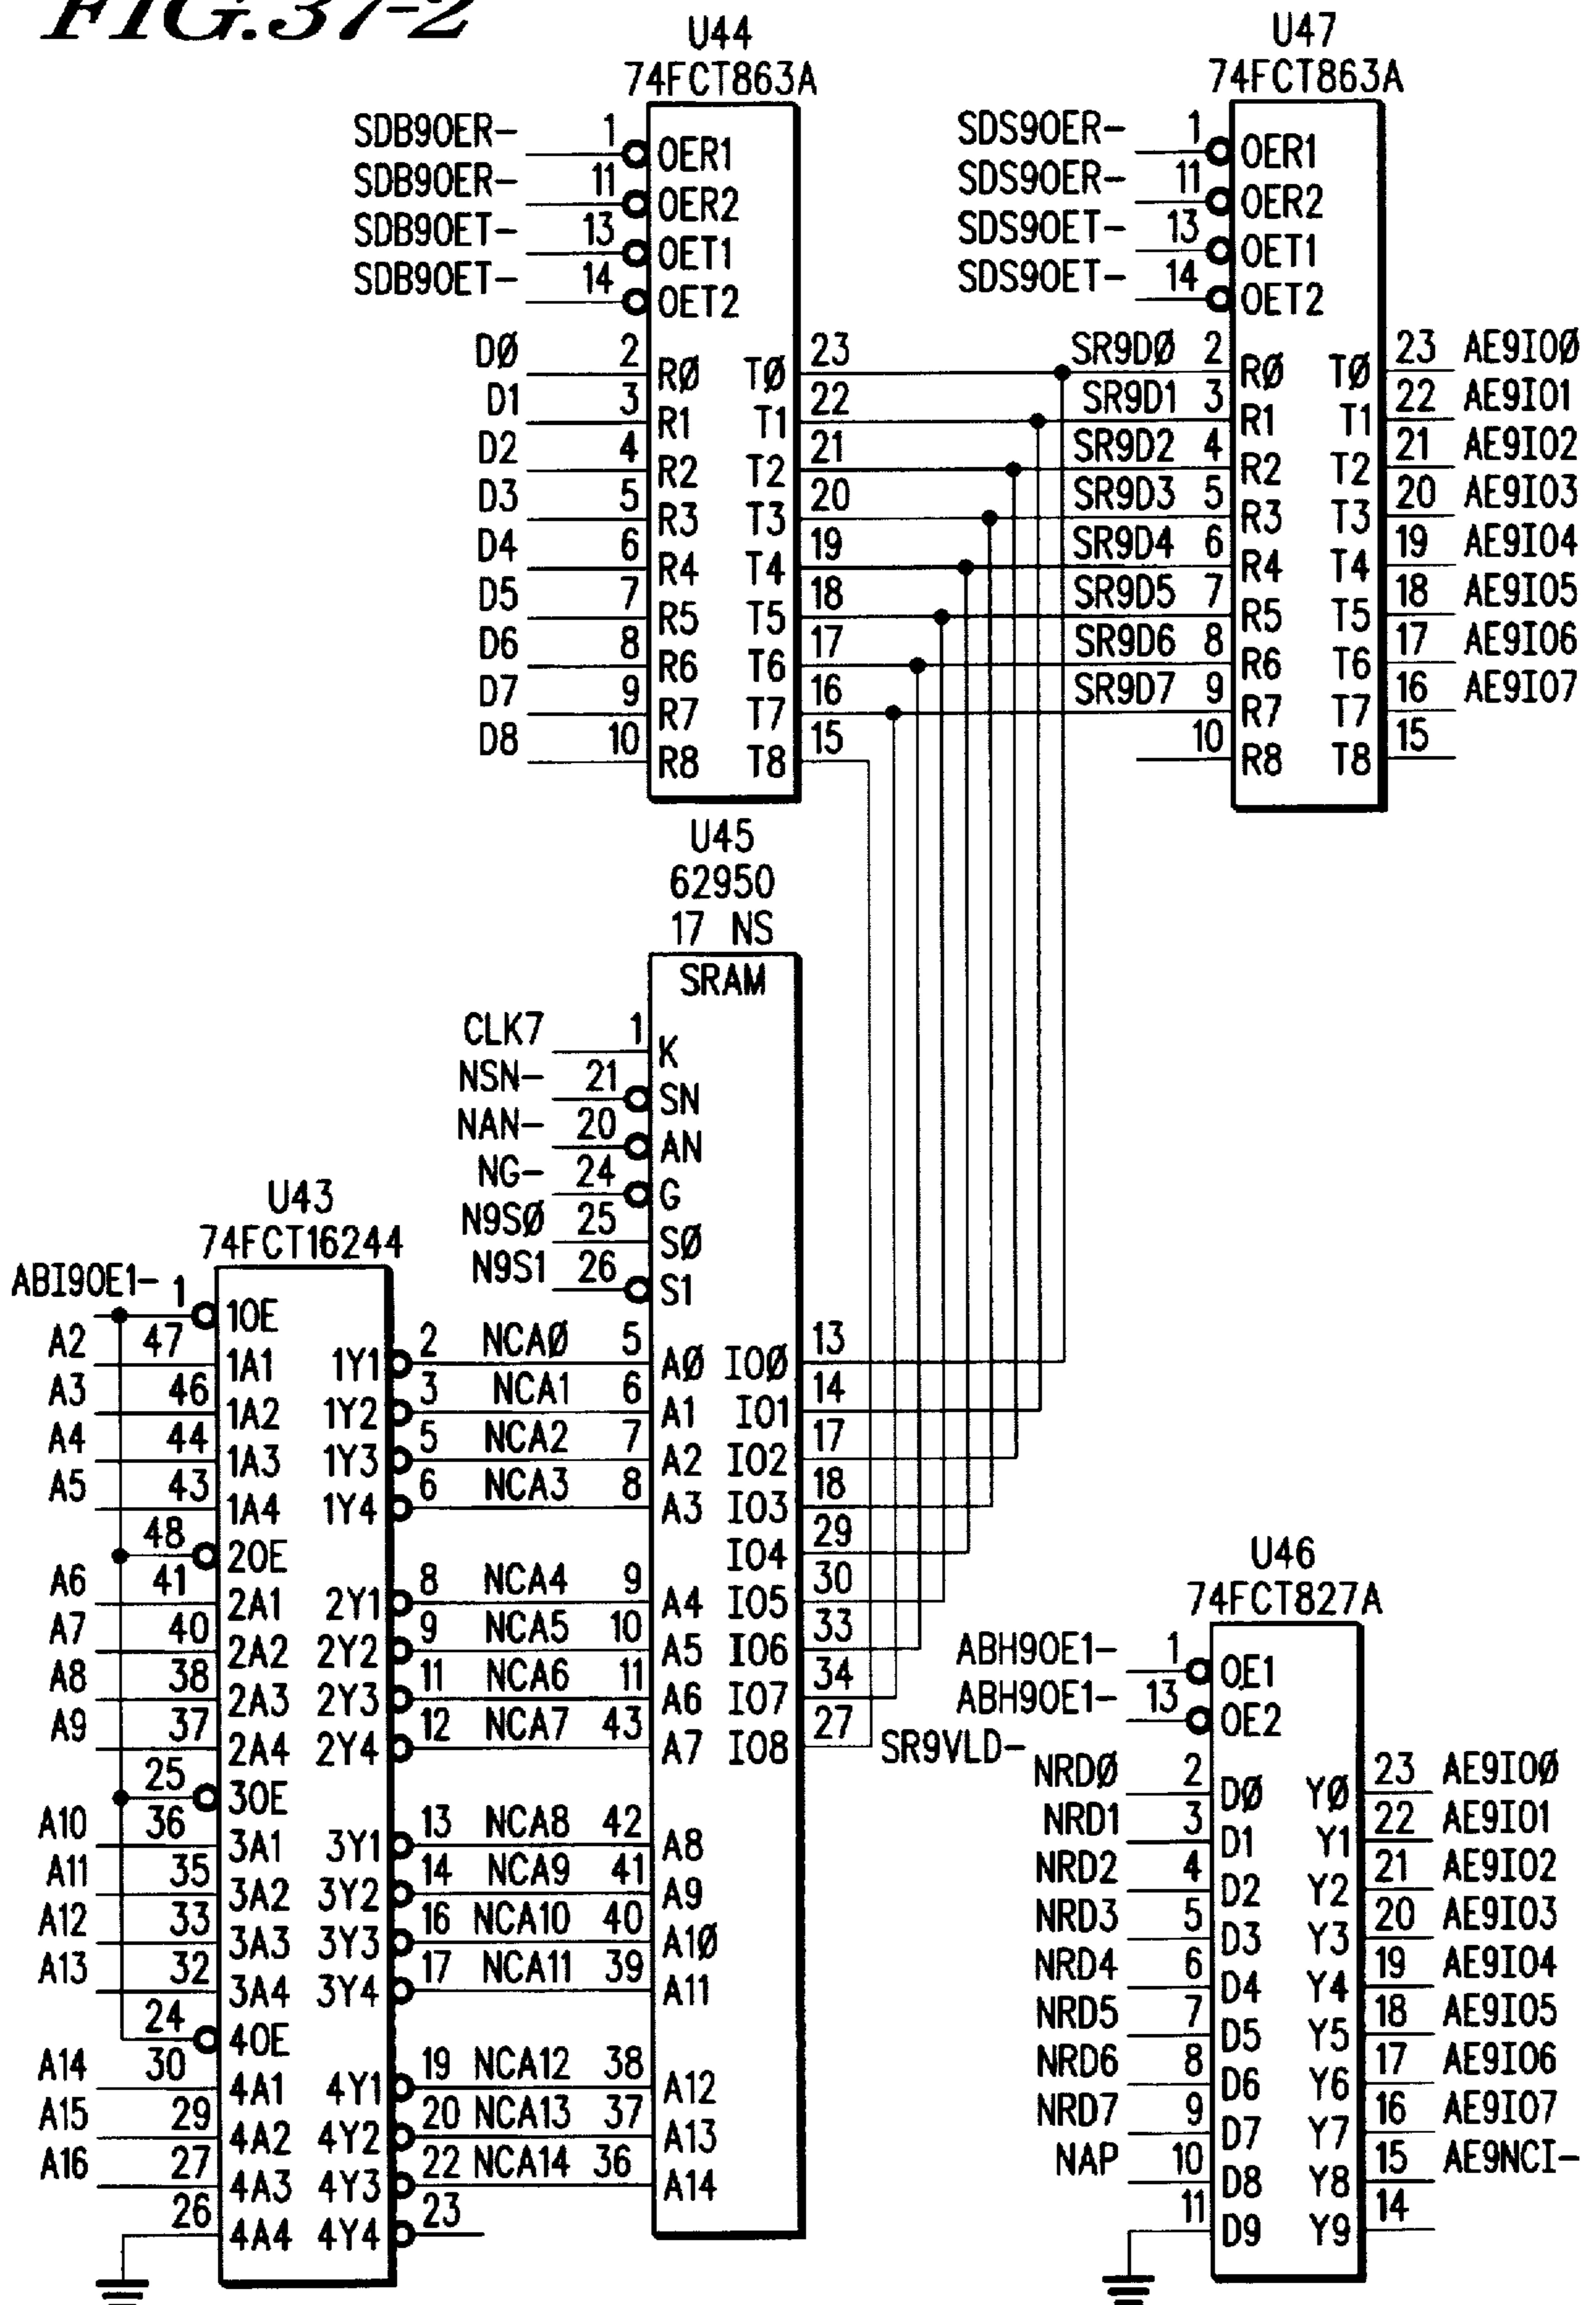 FIG.37-2
U44
74FCT863A
SDB9OER- 1 OER1
SDB9OER- 11 OER2
SDB9OET- 13 OET1
SDB9OET- 14 OET2
DØ 2 RØ TØ 23
D1 3 R1 T1 22
D2 4 R2 T2 21
D3 5 R3 T3 20
D4 6 R4 T4 19
D5 7 R5 T5 18
D6 8 R6 T6 17
D7 9 R7 T7 16
D8 10 R8 T8 15
U47
74FCT863A
SDS9OER- 1 OER1
SDS9OER- 11 OER2
SDS9OET- 13 OET1
SDS9OET- 14 OET2
SR9DØ 2 RØ TØ 23 AE9IOØ
SR9D1 3 R1 T1 22 AE9IO1
SR9D2 4 R2 T2 21 AE9IO2
SR9D3 5 R3 T3 20 AE9IO3
SR9D4 6 R4 T4 19 AE9IO4
SR9D5 7 R5 T5 18 AE9IO5
SR9D6 8 R6 T6 17 AE9IO6
SR9D7 9 R7 T7 16 AE9IO7
10 R8 T8 15
U45
62950
17 NS
SRAM
CLK7 1 K
NSN- 21 SN
NAN- 20 AN
NG- 24 G
N9SØ 25 SØ
N9S1 26 S1
NCAØ 5 AØ IOØ 13
NCA1 6 A1 IO1 14
NCA2 7 A2 IO2 17
NCA3 8 A3 IO3 18
IO4 29
NCA4 9 A4 IO5 30
NCA5 10 A5 IO6 33
NCA6 11 A6 IO7 34
NCA7 43 A7 IO8 27 SR9VLD-
NCA8 42 A8
NCA9 41 A9
NCA10 40 A1Ø
NCA11 39 A11
NCA12 38 A12
NCA13 37 A13
NCA14 36 A14
U43
74FCT16244
ABI9OE1- 1 1OE
A2 47 1A1 1Y1 2
A3 46 1A2 1Y2 3
A4 44 1A3 1Y3 5
A5 43 1A4 1Y4 6
48 2OE
A6 41 2A1 2Y1 8
A7 40 2A2 2Y2 9
A8 38 2A3 2Y3 11
A9 37 2A4 2Y4 12
25 3OE
A10 36 3A1 3Y1 13
A11 35 3A2 3Y2 14
A12 33 3A3 3Y3 16
A13 32 3A4 3Y4 17
24 4OE
A14 30 4A1 4Y1 19
A15 29 4A2 4Y2 20
A16 27 4A3 4Y3 22
26 4A4 4Y4 23
U46
74FCT827A
ABH9OE1- 1 OE1
ABH9OE1- 13 OE2
NRDØ 2 DØ YØ 23 AE9IOØ
NRD1 3 D1 Y1 22 AE9IO1
NRD2 4 D2 Y2 21 AE9IO2
NRD3 5 D3 Y3 20 AE9IO3
NRD4 6 D4 Y4 19 AE9IO4
NRD5 7 D5 Y5 18 AE9IO5
NRD6 8 D6 Y6 17 AE9IO6
NRD7 9 D7 Y7 16 AE9IO7
NAP 10 D8 Y8 15 AE9NCI-
11 D9 Y9 14